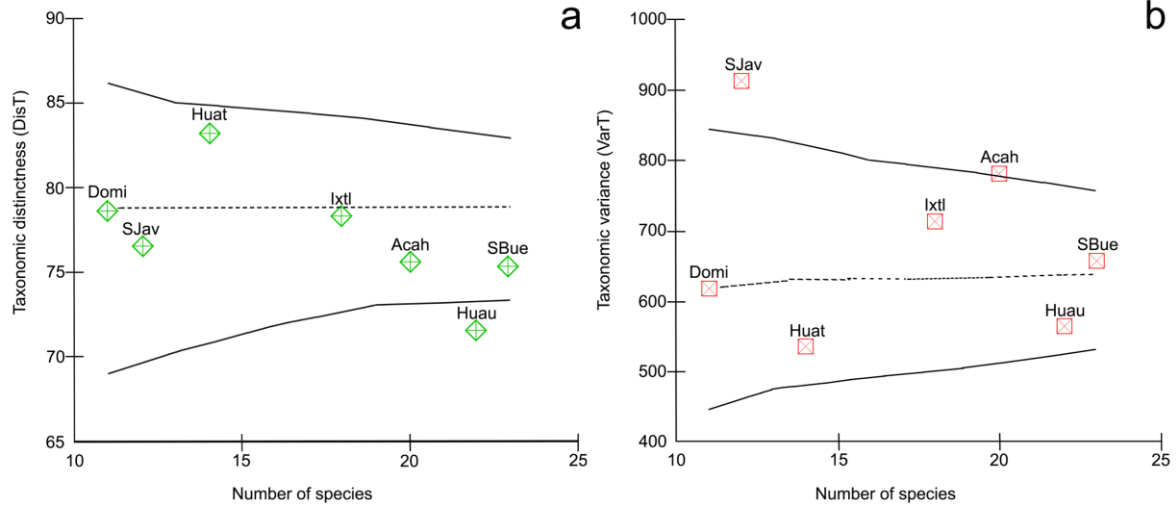 a
Taxonomic distinctness (DisT)
90
85
80
75
70
65
Domi
SJav
Huat
Ixtl
Acah
SBue
Huau
10
15
20
25
Number of species
b
Taxonomic variance (VarT)
1000
900
800
700
600
500
400
SJav
Acah
Ixtl
SBue
Domi
Huau
Huat
10
15
20
25
Number of species